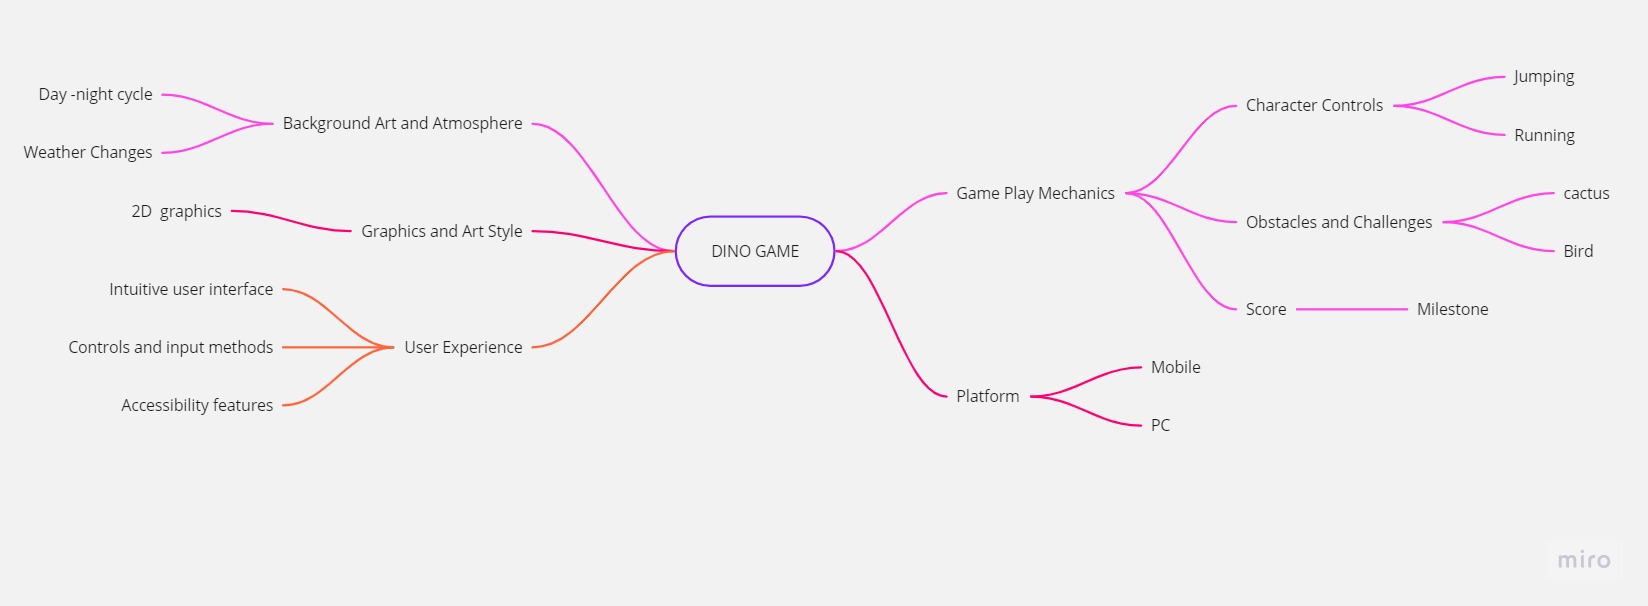 Day -night cycle
Weather Changes
Background Art and Atmosphere
2D  graphics
Graphics and Art Style
Intuitive user interface
Controls and input methods
Accessibility features
User Experience
DINO GAME
Game Play Mechanics
Character Controls
Jumping
Running
Obstacles and Challenges
cactus
Bird
Score
Milestone
Platform
Mobile
PC
miro